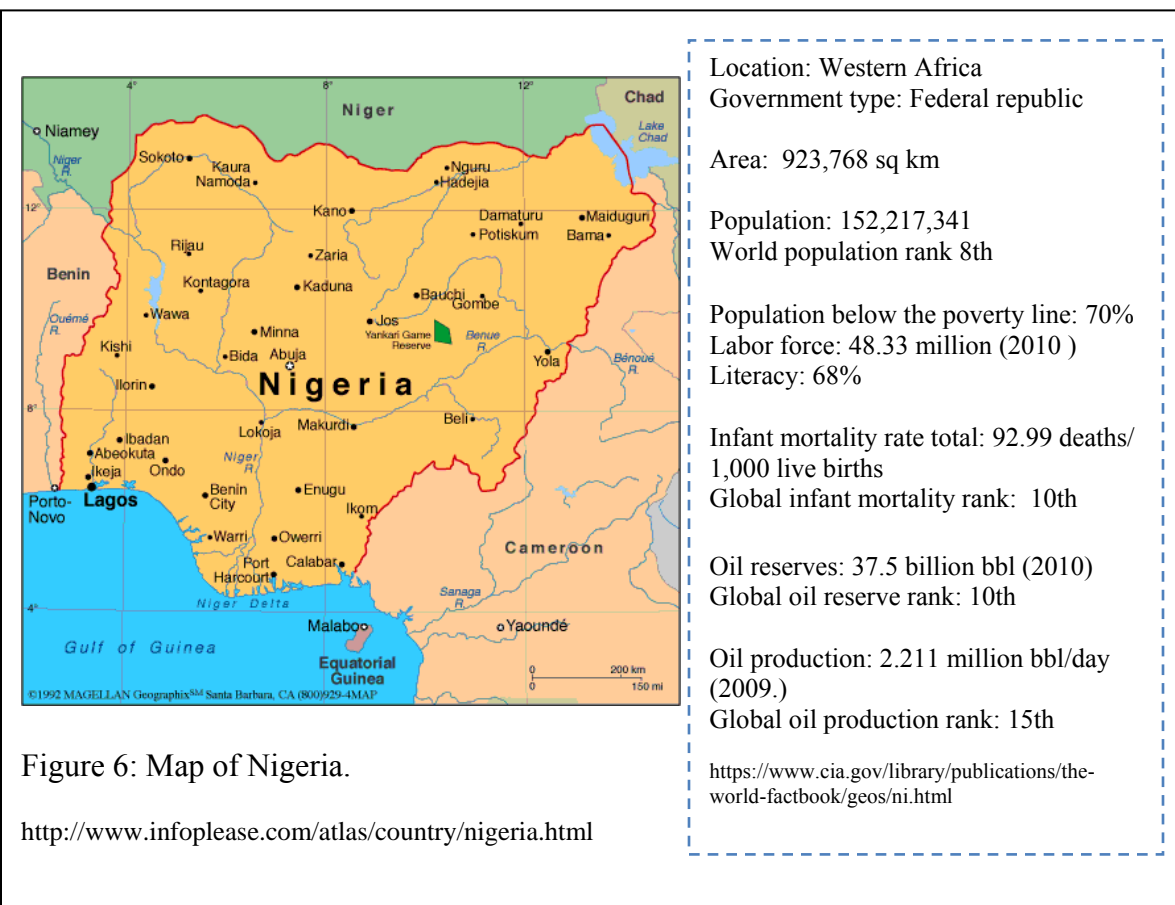 4°
8°
12°
Niger
Chad
Niamey
Lake
Chad
Niger
R.
Sokoto
Kaura
Namoda
Nguru
Hadejia
12°
Kano
Damaturu
Maiduguri
Potiskum
Bama
Rijau
Zaria
Benin
Kontagora
Kaduna
Bauchi
Gombe
Ouémé
R.
Wawa
Minna
Jos
Yankari Game
Reserve
Benue
R.
Kishi
Bida
Abuja
Yola
Bénoué
R.
Nigeria
Ilorin
8°
Lokoja
Makurdi
Beli
Ibadan
Abeokuta
Ikeja
Ondo
Niger
R.
Porto-
Novo
Lagos
Benin
City
Enugu
Ikom
Warri
Owerri
Cameroon
Port
Harcourt
Calabar
Sanaga
R.
Niger Delta
4°
Malabo
Yaoundé
Gulf of Guinea
Equatorial
Guinea
0 200 km
0 150 mi
©1992 MAGELLAN Geographix℠ Santa Barbara, CA (800)929-4MAP
Figure 6: Map of Nigeria.
http://www.infoplease.com/atlas/country/nigeria.html
Location: Western Africa
Government type: Federal republic
Area: 923,768 sq km
Population: 152,217,341
World population rank 8th
Population below the poverty line: 70%
Labor force: 48.33 million (2010 )
Literacy: 68%
Infant mortality rate total: 92.99 deaths/
1,000 live births
Global infant mortality rank: 10th
Oil reserves: 37.5 billion bbl (2010)
Global oil reserve rank: 10th
Oil production: 2.211 million bbl/day
(2009.)
Global oil production rank: 15th
https://www.cia.gov/library/publications/the-
world-factbook/geos/ni.html